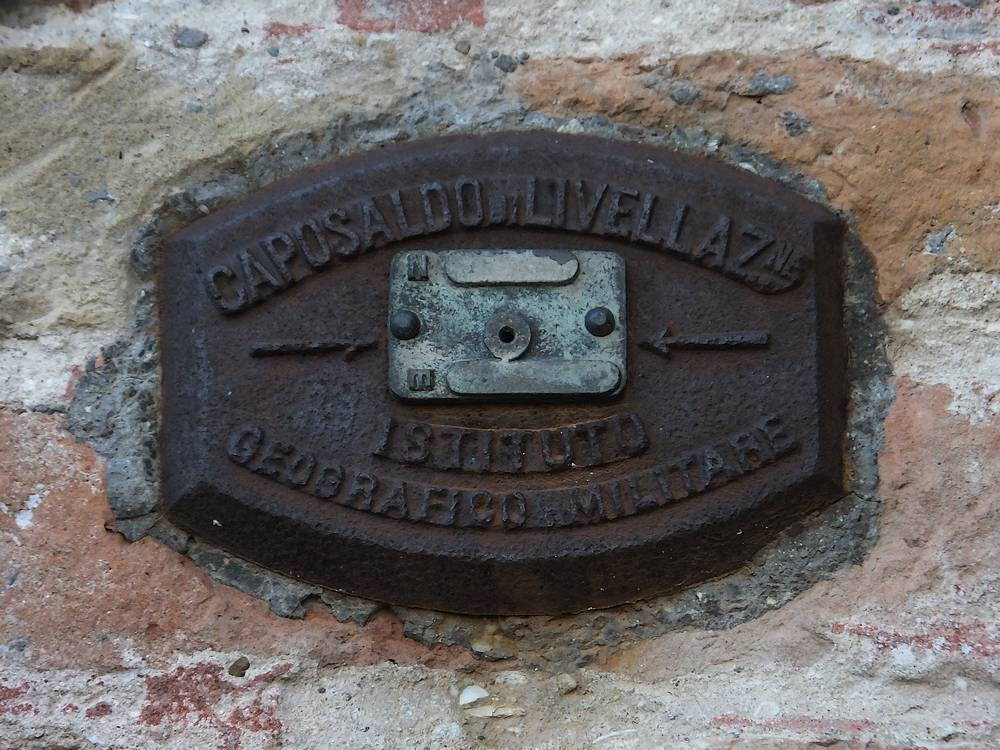 CAPOSALDO DI LIVELLAZNE
N
E
ISTITUTO
GEOGRAFICO MILITARE